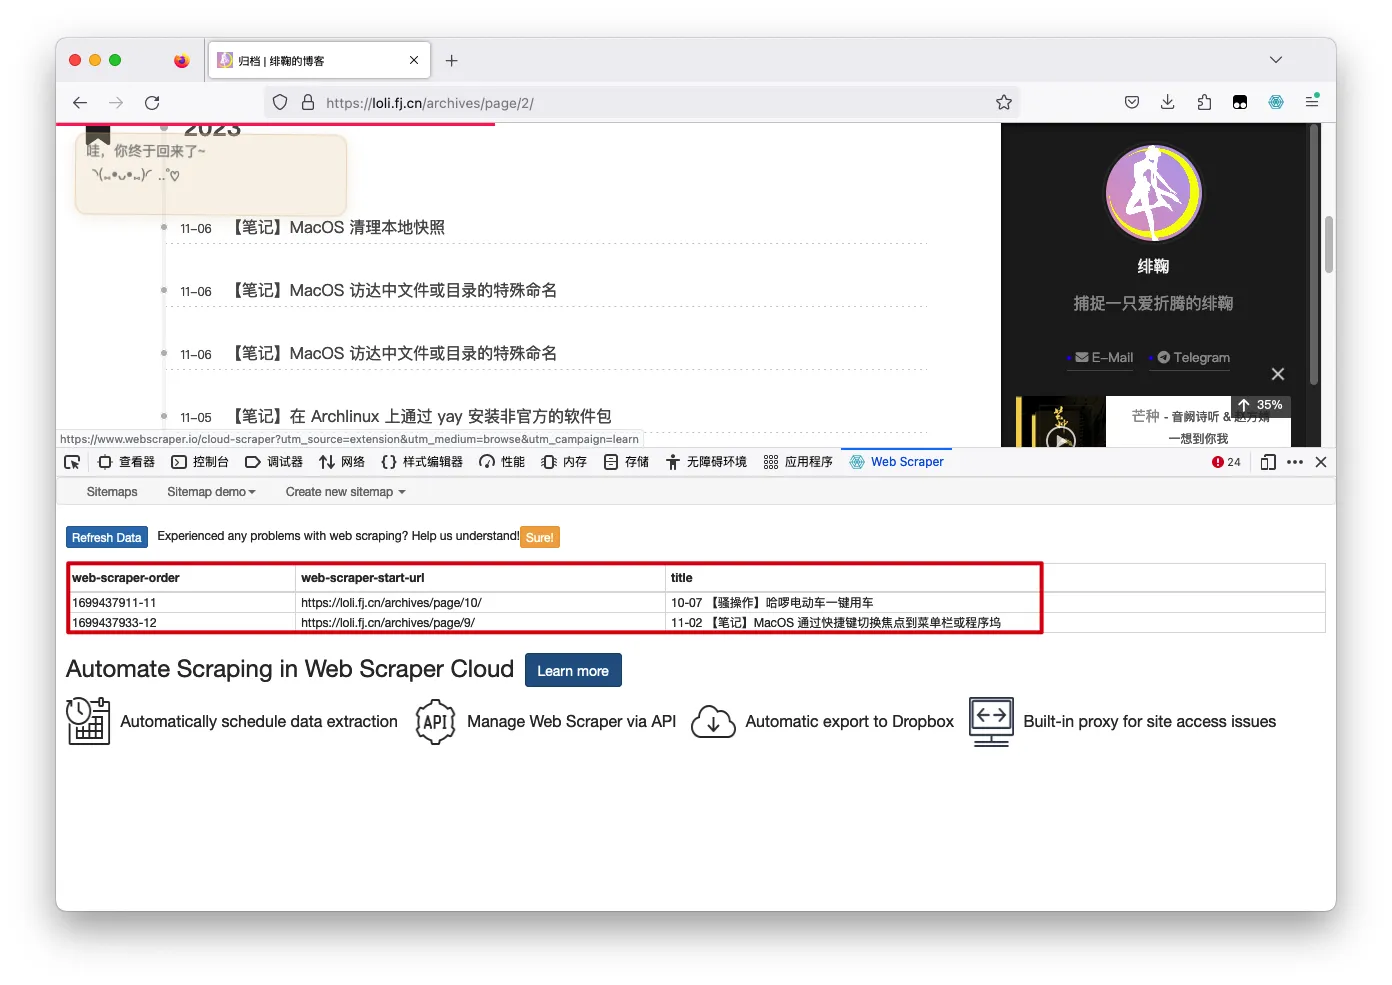 归档 | 绯鞠的博客
https://loli.fj.cn/archives/page/2/
2023
哇，你终于回来了~
ヽ(⑉•ᴗ•⑉)ﾉ ..°♡
11-06 【笔记】MacOS 清理本地快照
11-06 【笔记】MacOS 访达中文件或目录的特殊命名
11-06 【笔记】MacOS 访达中文件或目录的特殊命名
11-05 【笔记】在 Archlinux 上通过 yay 安装非官方的软件包
绯鞠
捕捉一只爱折腾的绯鞠
E-Mail Telegram
35%
芒种 - 音阙诗听 & 赵方婧
一想到你我
https://www.webscraper.io/cloud-scraper?utm_source=extension&utm_medium=browse&utm_campaign=learn
查看器 控制台 调试器 网络 样式编辑器 性能 内存 存储 无障碍环境 应用程序 Web Scraper 24
Sitemaps Sitemap demo Create new sitemap
Refresh Data Experienced any problems with web scraping? Help us understand! Sure!
web-scraper-order web-scraper-start-url title
1699437911-11 https://loli.fj.cn/archives/page/10/ 10-07 【骚操作】哈啰电动车一键用车
1699437933-12 https://loli.fj.cn/archives/page/9/ 11-02 【笔记】MacOS 通过快捷键切换焦点到菜单栏或程序坞
Automate Scraping in Web Scraper Cloud Learn more
Automatically schedule data extraction API Manage Web Scraper via API Automatic export to Dropbox Built-in proxy for site access issues